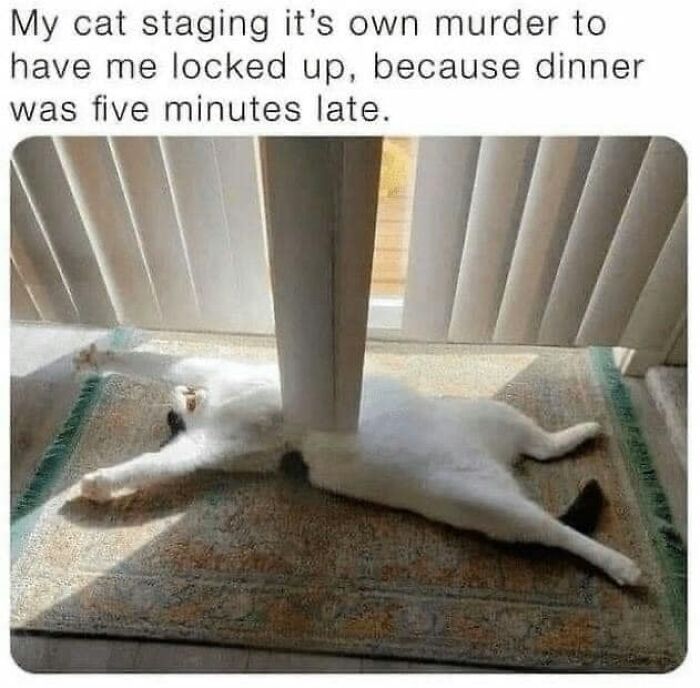 My cat staging it's own murder to
have me locked up, because dinner
was five minutes late.